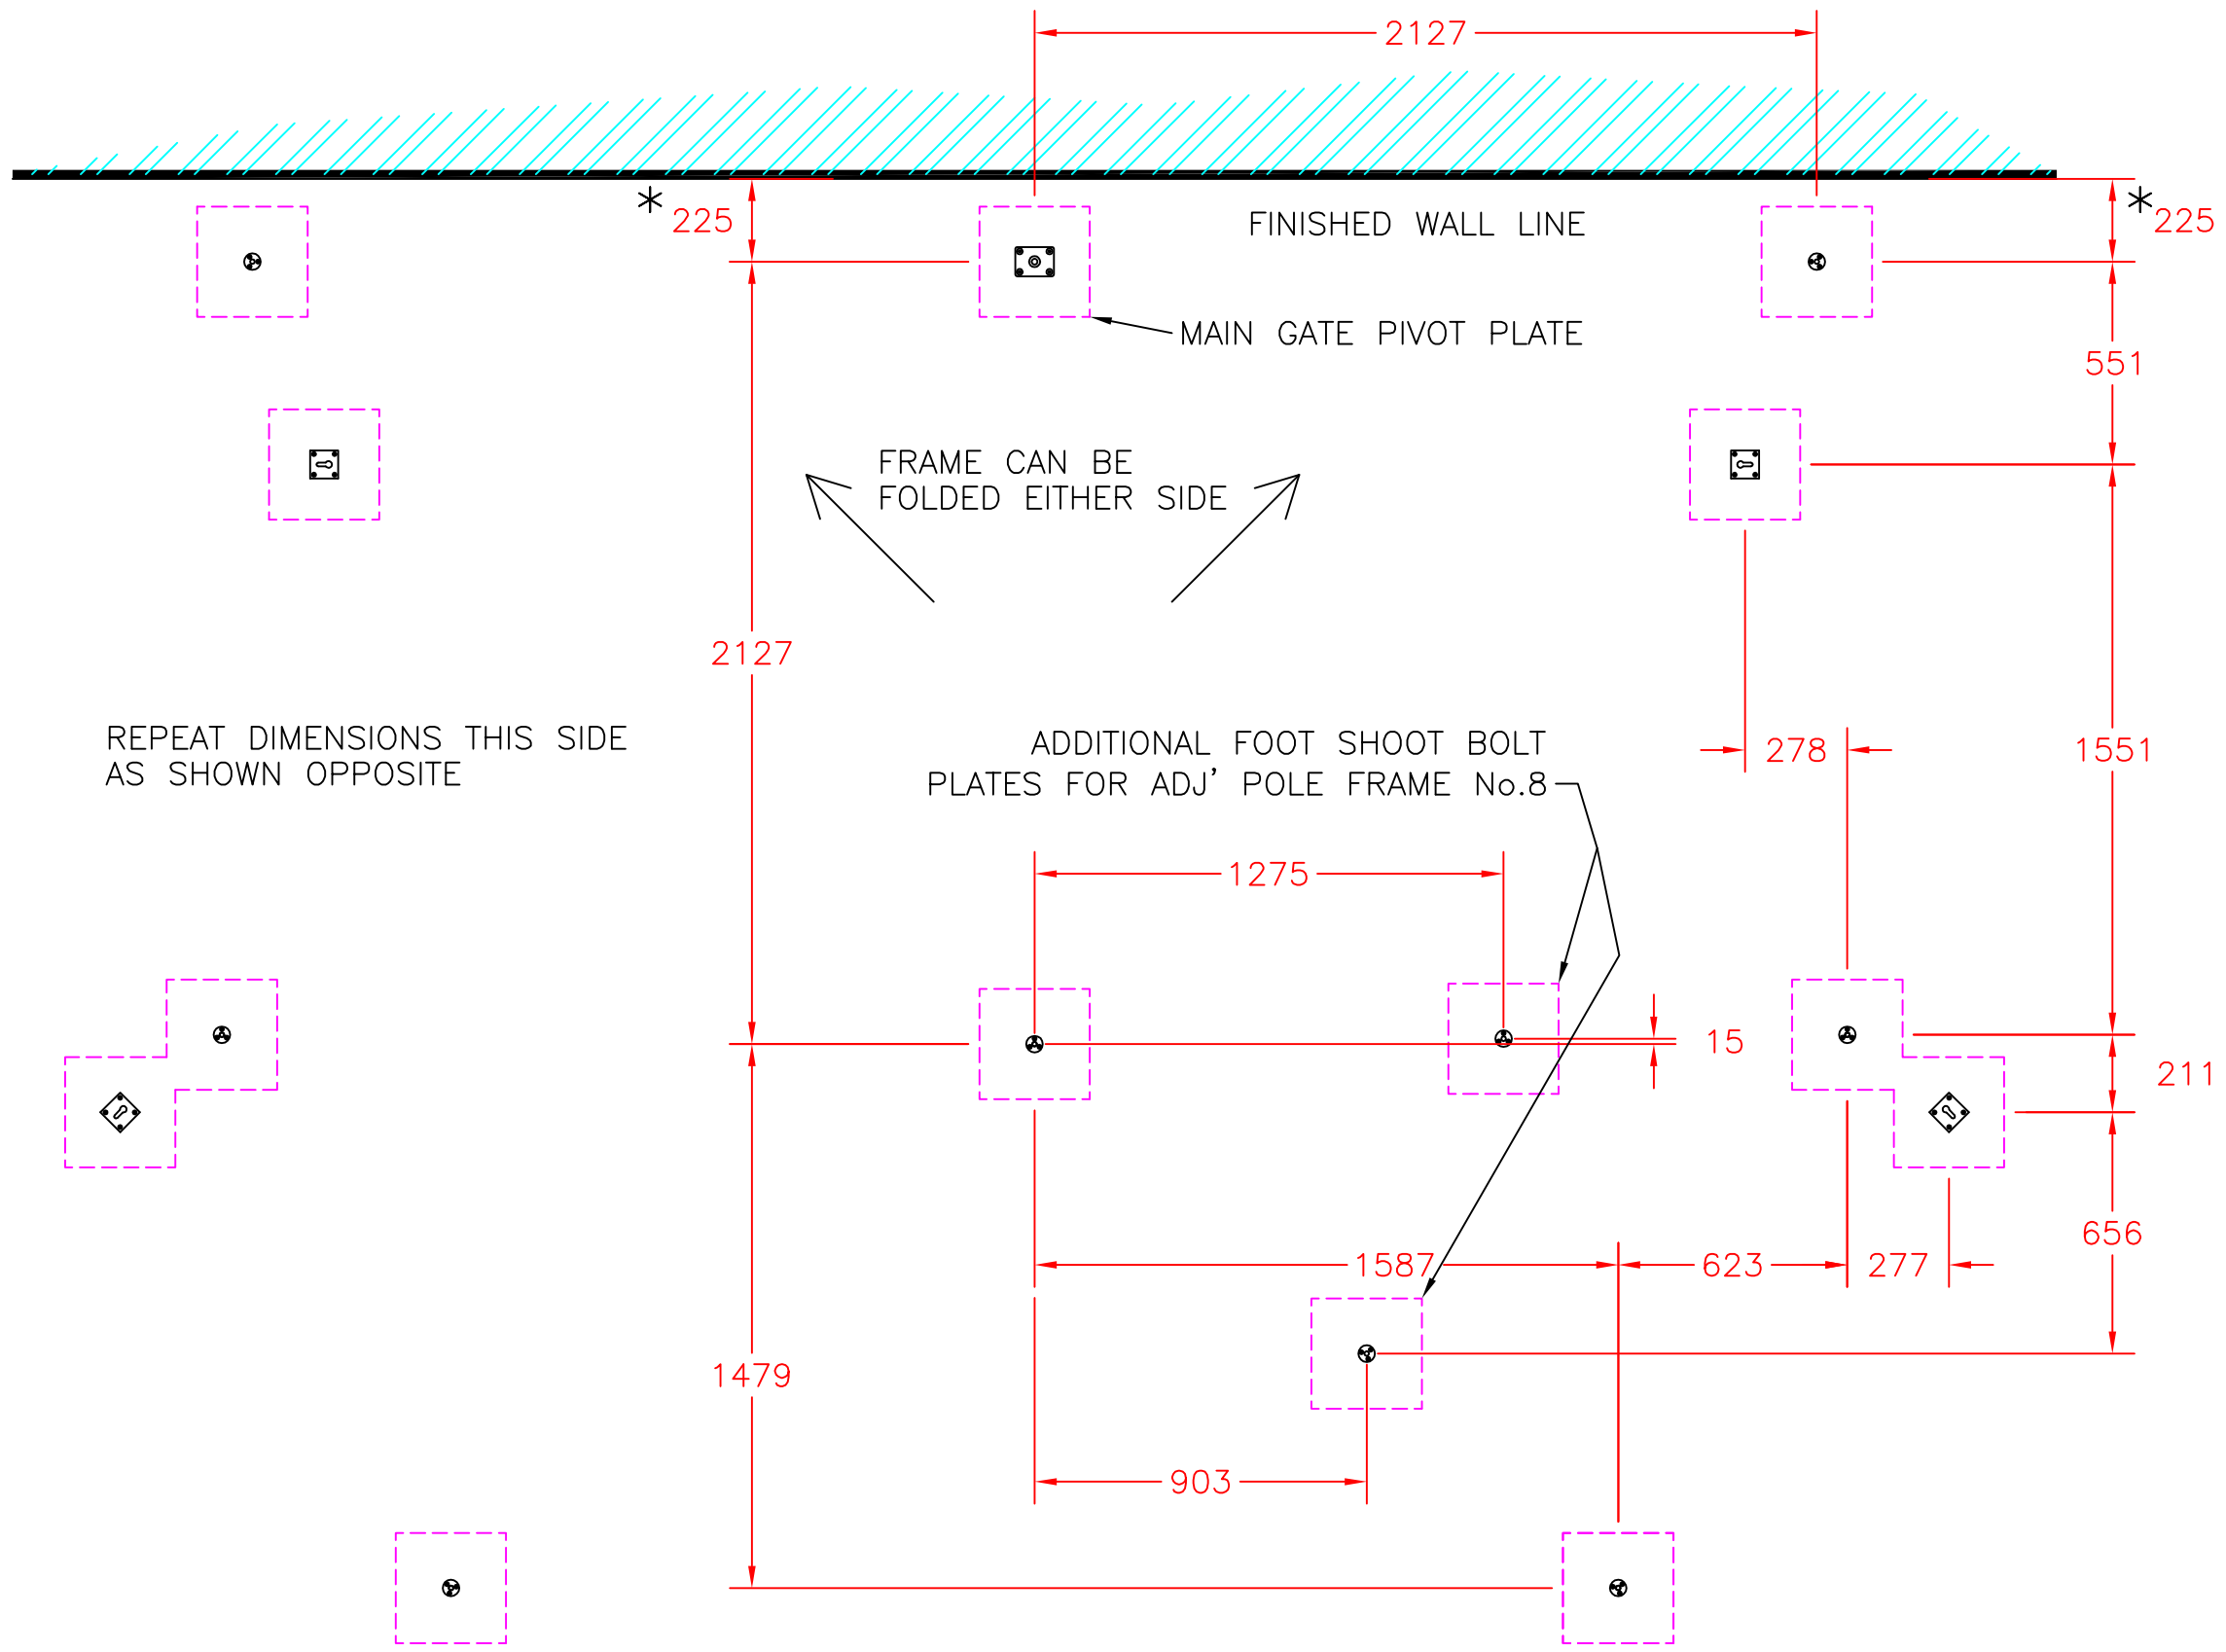 2127
*
225
FINISHED WALL LINE
*
225
MAIN GATE PIVOT PLATE
551
FRAME CAN BE
FOLDED EITHER SIDE
2127
REPEAT DIMENSIONS THIS SIDE
AS SHOWN OPPOSITE
ADDITIONAL FOOT SHOOT BOLT
PLATES FOR ADJ' POLE FRAME No.8
278
1551
1275
15
211
656
1587
623
277
1479
903